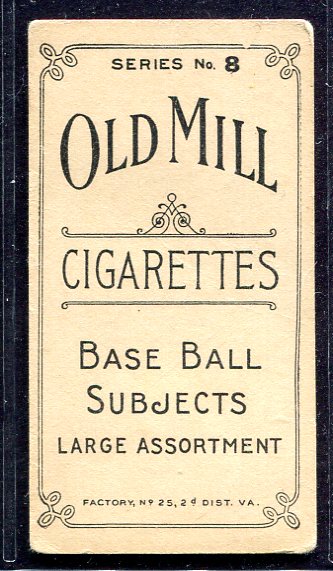 SERIES No. 8
OLD MILL
CIGARETTES
BASE BALL
SUBJECTS
LARGE ASSORTMENT
FACTORY, Nº 25, 2d DIST. VA.